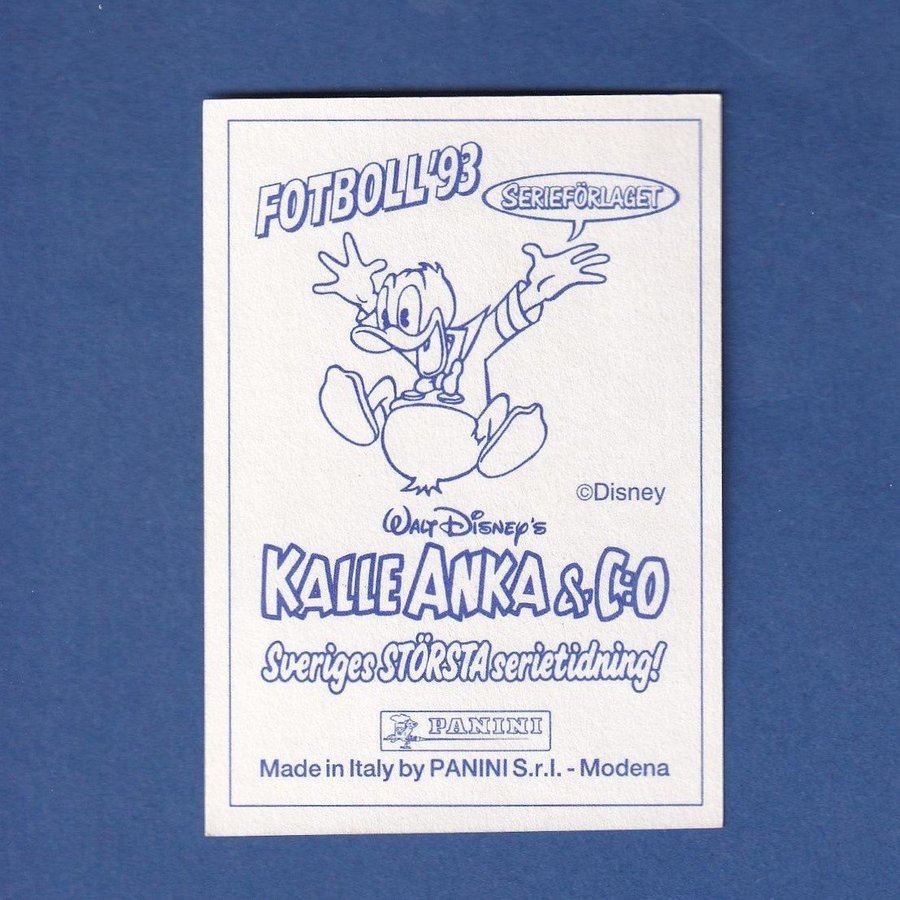 FOTBOLL'93
SERIEFÖRLAGET
©Disney
WALT DISNEY'S
KALLE ANKA & C:O
Sveriges STÖRSTA serietidning!
PANINI
Made in Italy by PANINI S.r.l. - Modena